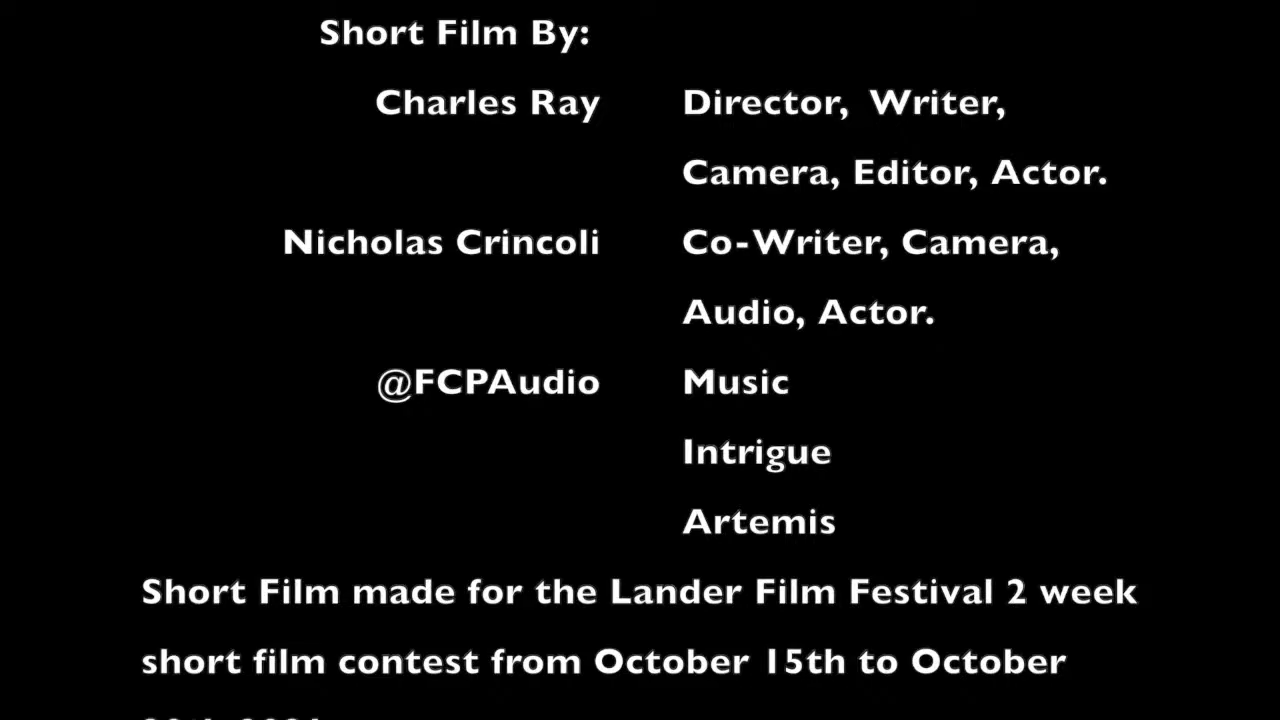 Short Film By:
Charles Ray Director, Writer,
Camera, Editor, Actor.
Nicholas Crincoli Co-Writer, Camera,
Audio, Actor.
@FCPAudio Music
Intrigue
Artemis
Short Film made for the Lander Film Festival 2 week
short film contest from October 15th to October